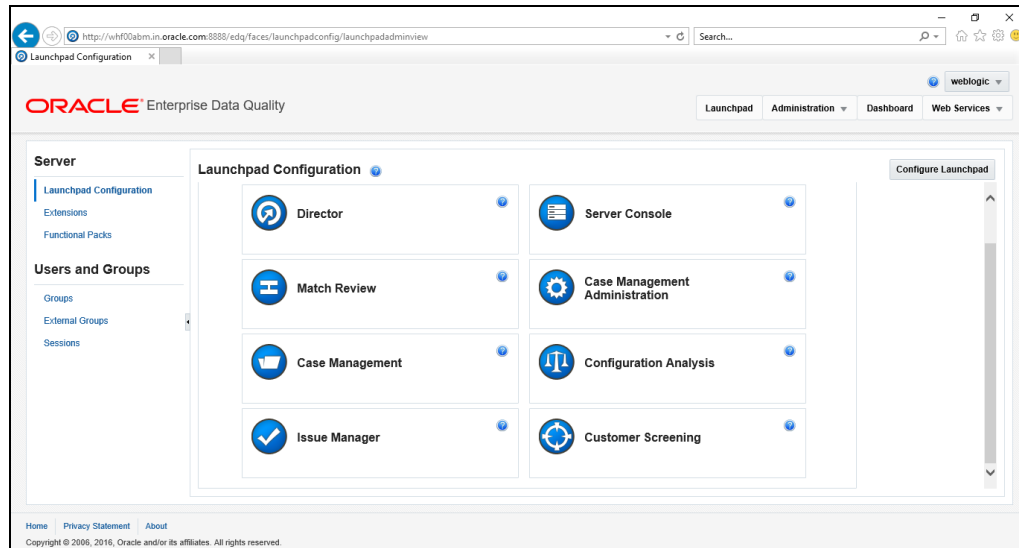 http://whf00abm.in.oracle.com:8888/edq/faces/launchpadconfig/launchpadadminview
Search...
Launchpad Configuration
weblogic
ORACLE Enterprise Data Quality
Launchpad
Administration
Dashboard
Web Services
Server
Launchpad Configuration
Extensions
Functional Packs
Users and Groups
Groups
External Groups
Sessions
Launchpad Configuration
Configure Launchpad
Director
Server Console
Match Review
Case Management
Administration
Case Management
Configuration Analysis
Issue Manager
Customer Screening
Home
Privacy Statement
About
Copyright © 2006, 2016, Oracle and/or its affiliates. All rights reserved.